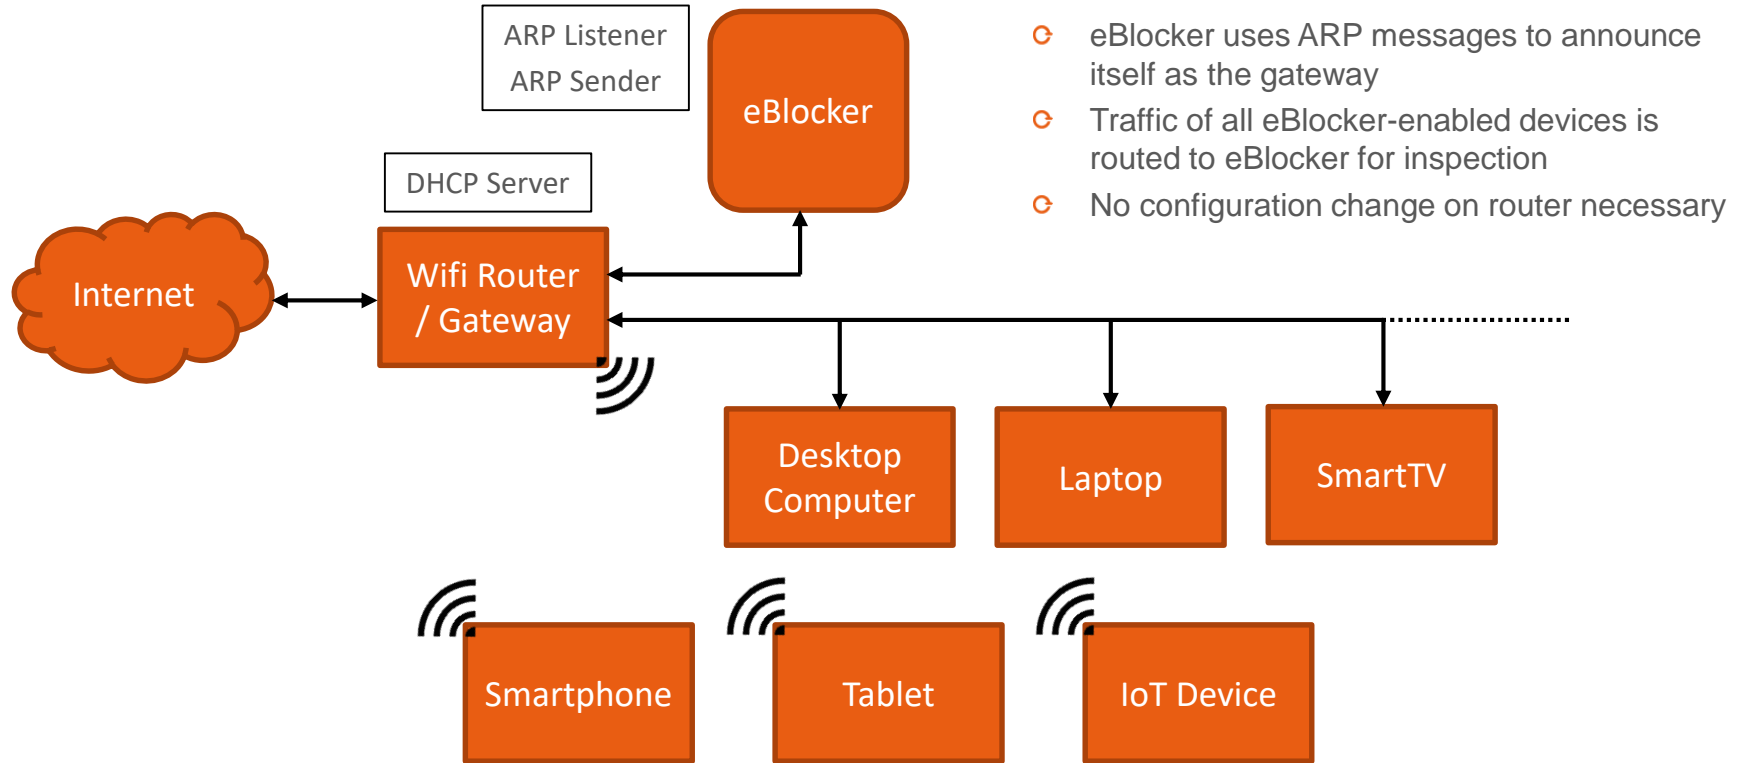 ARP Listener
ARP Sender
eBlocker
eBlocker uses ARP messages to announce
itself as the gateway
Traffic of all eBlocker-enabled devices is
routed to eBlocker for inspection
No configuration change on router necessary
DHCP Server
Internet
Wifi Router
/ Gateway
Desktop
Computer
Laptop
SmartTV
Smartphone
Tablet
IoT Device